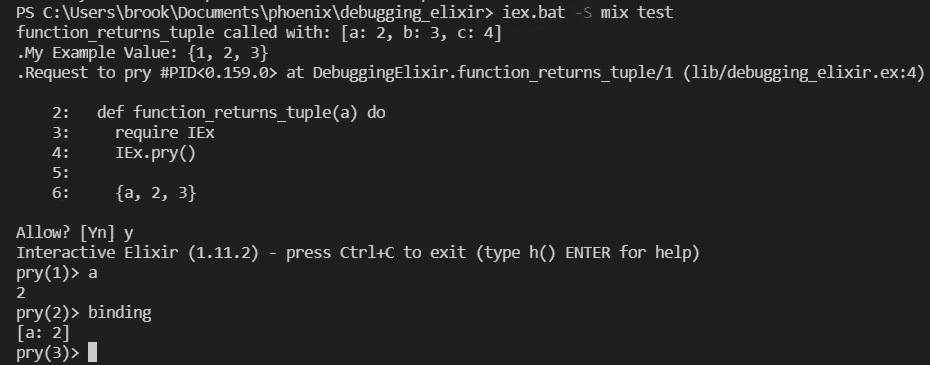 PS C:\Users\brook\Documents\phoenix\debugging_elixir> iex.bat -S mix test
function_returns_tuple called with: [a: 2, b: 3, c: 4]
.My Example Value: {1, 2, 3}
.Request to pry #PID<0.159.0> at DebuggingElixir.function_returns_tuple/1 (lib/debugging_elixir.ex:4)
2: def function_returns_tuple(a) do
3: require IEx
4: IEx.pry()
5:
6: {a, 2, 3}
Allow? [Yn] y
Interactive Elixir (1.11.2) - press Ctrl+C to exit (type h() ENTER for help)
pry(1)> a
2
pry(2)> binding
[a: 2]
pry(3)>